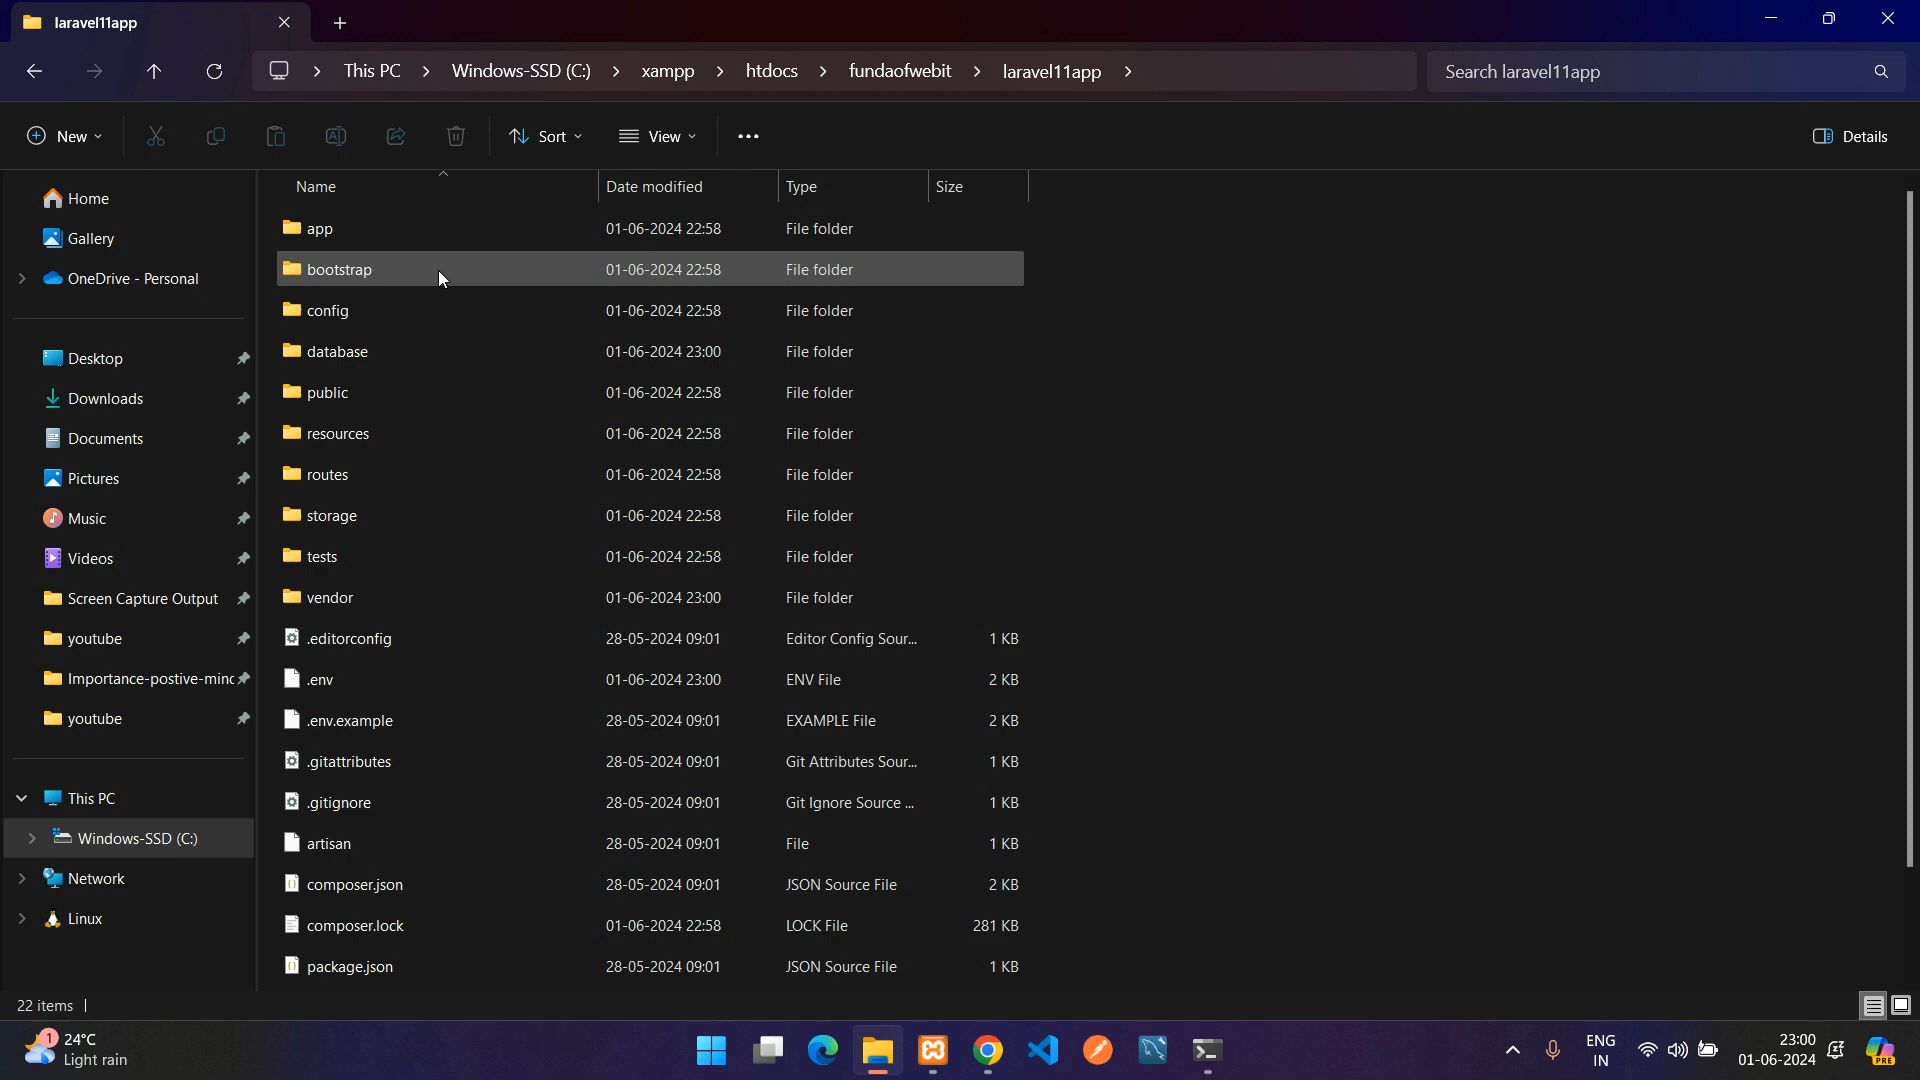 laravel11app
This PC
Windows-SSD (C:)
xampp
htdocs
fundaofwebit
laravel11app
Search laravel11app
New
Sort
View
Details
Name
Date modified
Type
Size
Home
Gallery
OneDrive - Personal
Desktop
Downloads
Documents
Pictures
Music
Videos
Screen Capture Output
youtube
Importance-postive-minc
youtube
This PC
Windows-SSD (C:)
Network
Linux
app 01-06-2024 22:58 File folder
bootstrap 01-06-2024 22:58 File folder
config 01-06-2024 22:58 File folder
database 01-06-2024 23:00 File folder
public 01-06-2024 22:58 File folder
resources 01-06-2024 22:58 File folder
routes 01-06-2024 22:58 File folder
storage 01-06-2024 22:58 File folder
tests 01-06-2024 22:58 File folder
vendor 01-06-2024 23:00 File folder
.editorconfig 28-05-2024 09:01 Editor Config Sour... 1 KB
.env 01-06-2024 23:00 ENV File 2 KB
.env.example 28-05-2024 09:01 EXAMPLE File 2 KB
.gitattributes 28-05-2024 09:01 Git Attributes Sour... 1 KB
.gitignore 28-05-2024 09:01 Git Ignore Source ... 1 KB
artisan 28-05-2024 09:01 File 1 KB
composer.json 28-05-2024 09:01 JSON Source File 2 KB
composer.lock 01-06-2024 22:58 LOCK File 281 KB
package.json 28-05-2024 09:01 JSON Source File 1 KB
22 items
1
24°C
Light rain
ENG
IN
23:00
01-06-2024
PRE